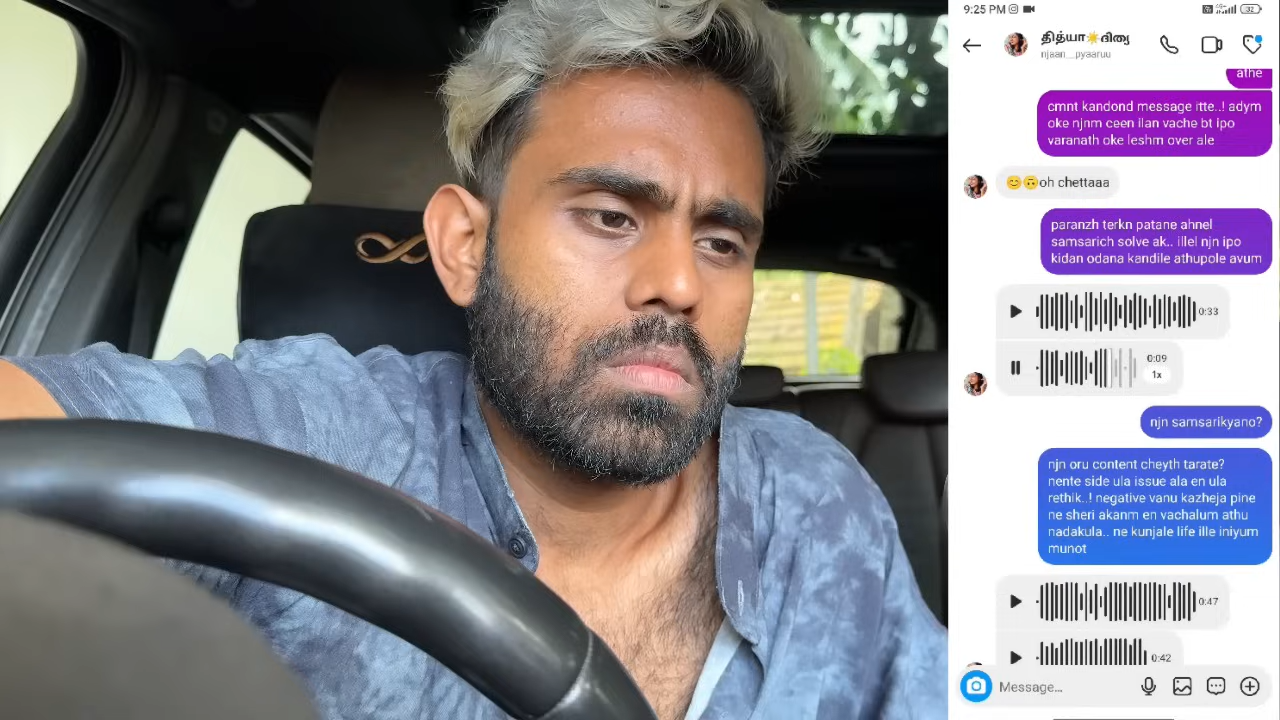 9:25 PM
32
தித்யா☀️ദിത്യ
njaan__pyaaruu
athe
cmnt kandond message itte..! adym
oke njnm ceen ilan vache bt ipo
varanath oke leshm over ale
😊🙃oh chettaaa
paranzh terkn patane ahnel
samsarich solve ak.. illel njn ipo
kidan odana kandile athupole avum
0:33
0:09
1x
njn samsarikyano?
njn oru content cheyth tarate?
nente side ula issue ala en ula
rethik..! negative vanu kazheja pine
ne sheri akanm en vachalum athu
nadakula.. ne kunjale life ille iniyum
munot
0:47
0:42
Message...